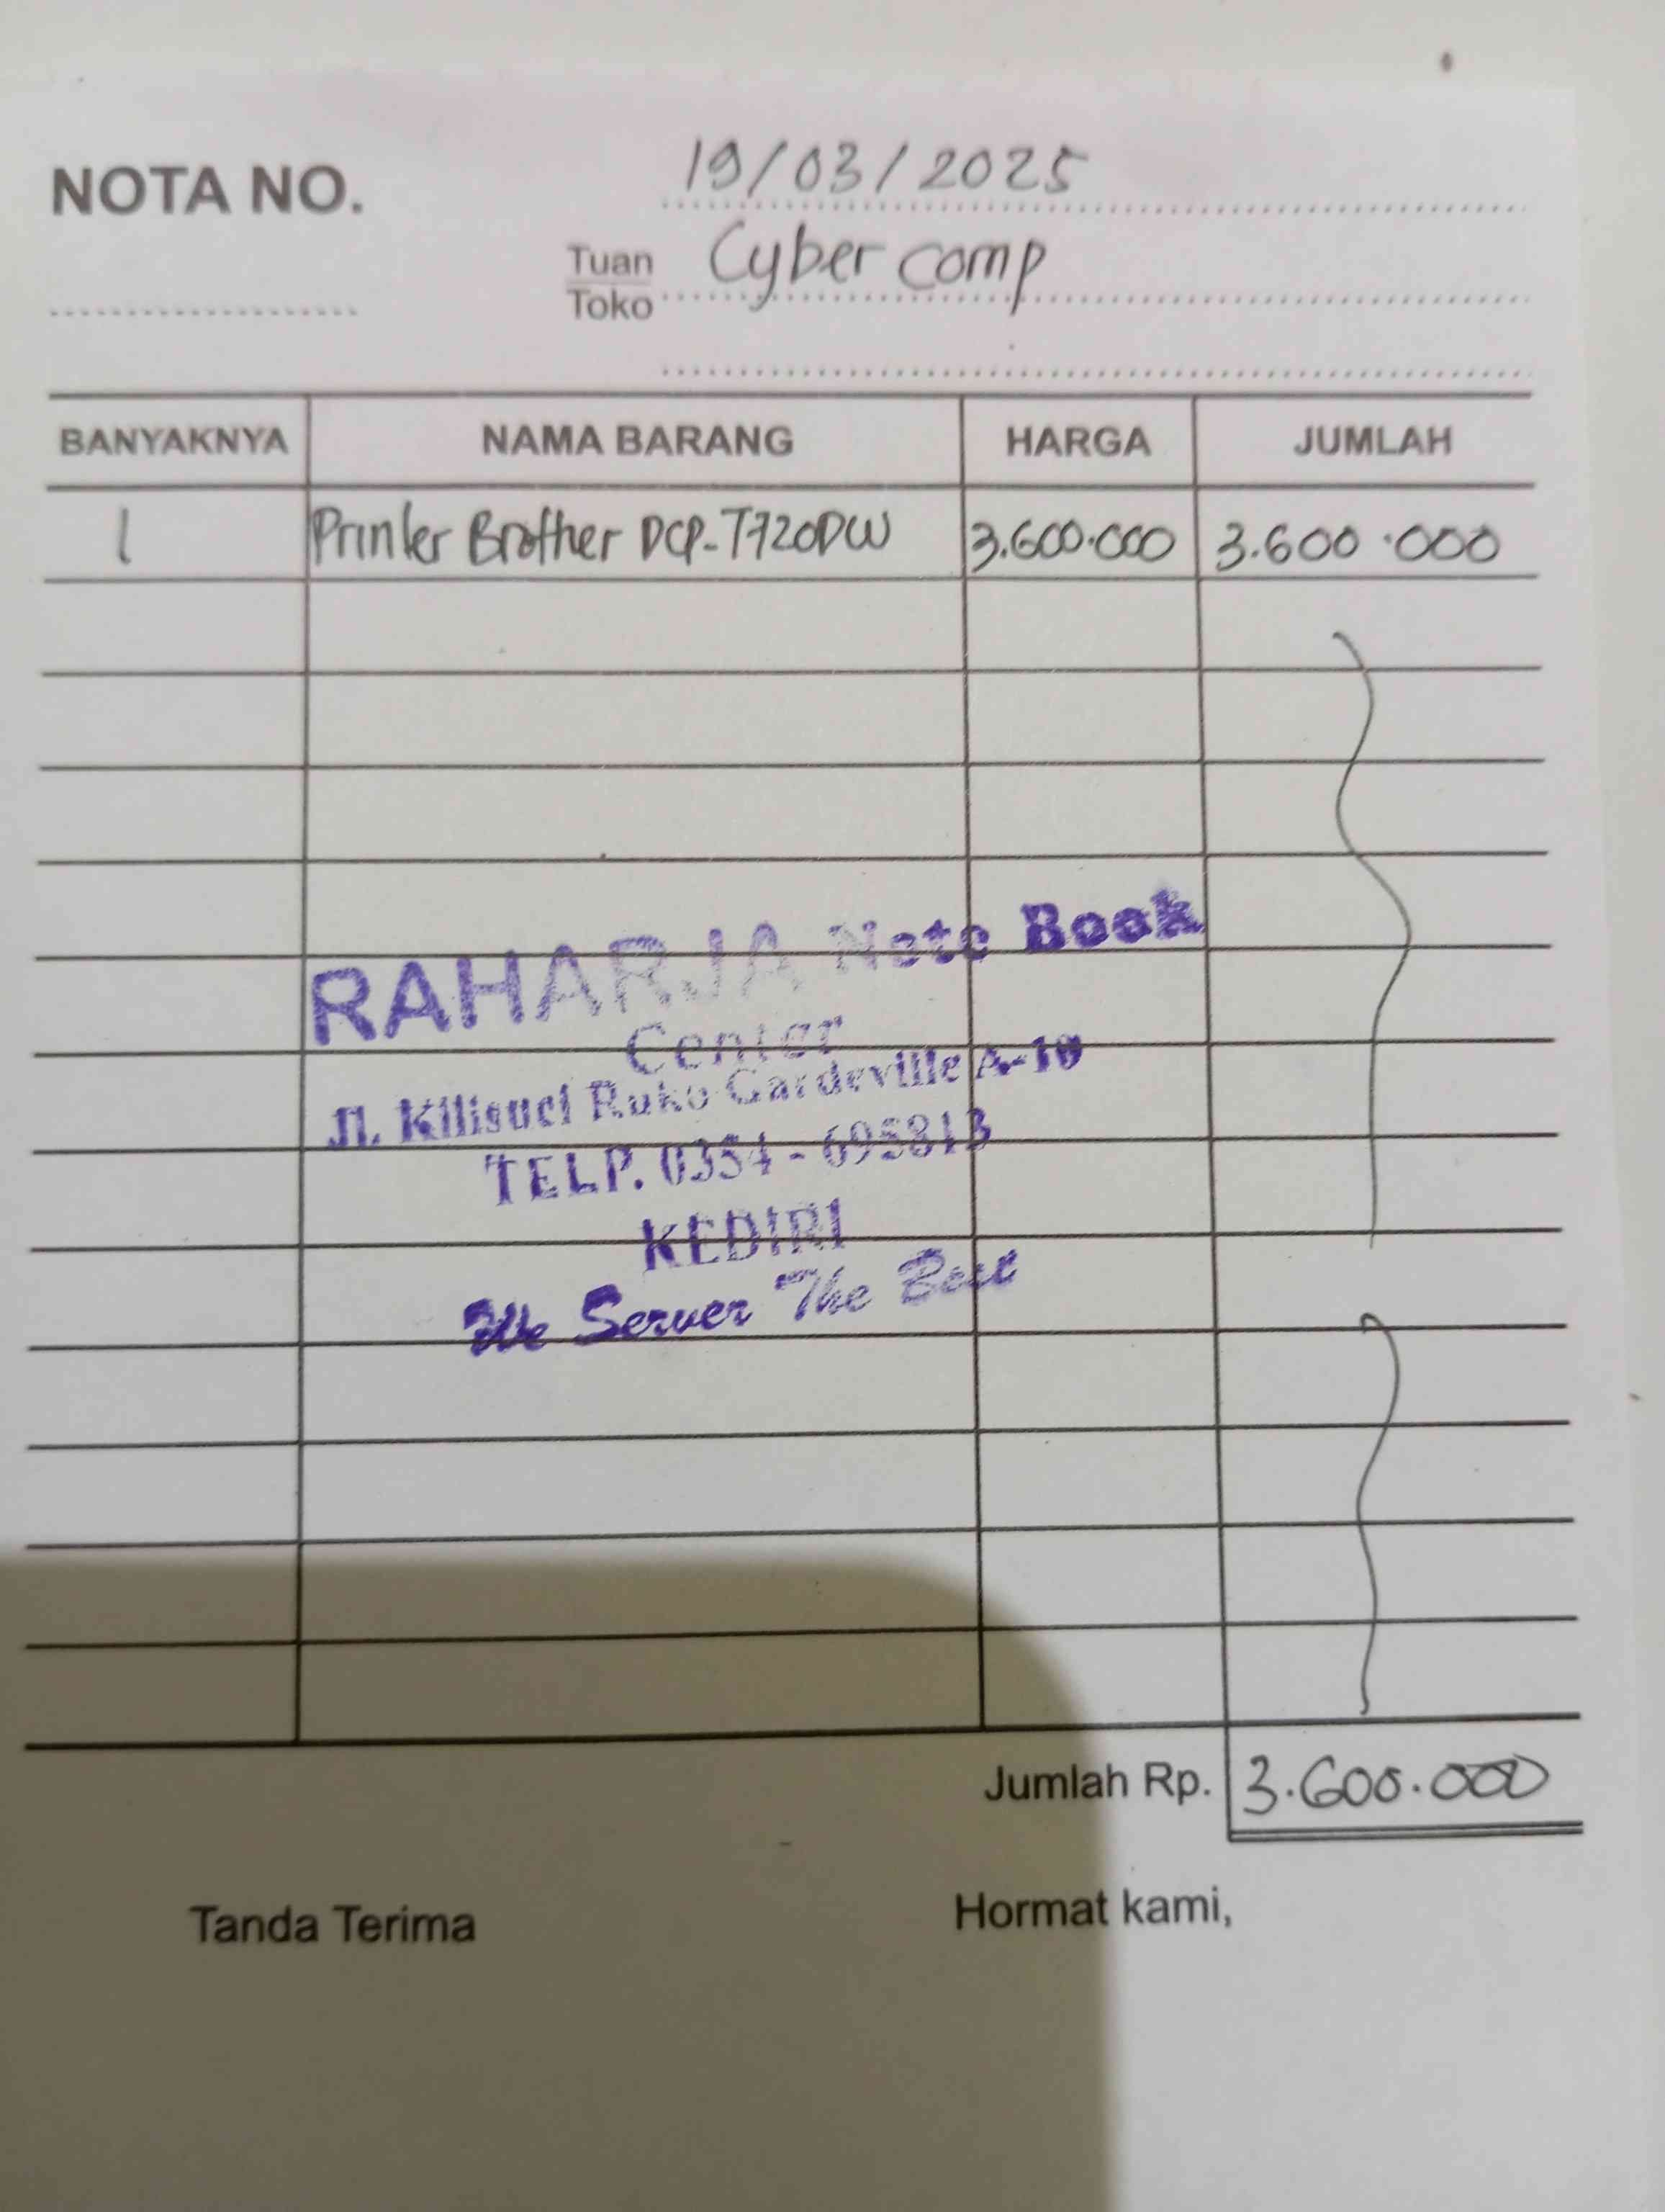 NOTA NO.
19/03/2025
Tuan
Toko
Cyber comp
BANYAKNYA NAMA BARANG HARGA JUMLAH
1 Printer Brother DCP-T720DW 3.600.000 3.600.000
RAHARJA Note Book
Center
Jl. Killisuci Ruko Gardeville A-10
TELP. 0354 - 695813
KEDIRI
We Server The Best
Jumlah Rp. 3.600.000
Tanda Terima Hormat kami,